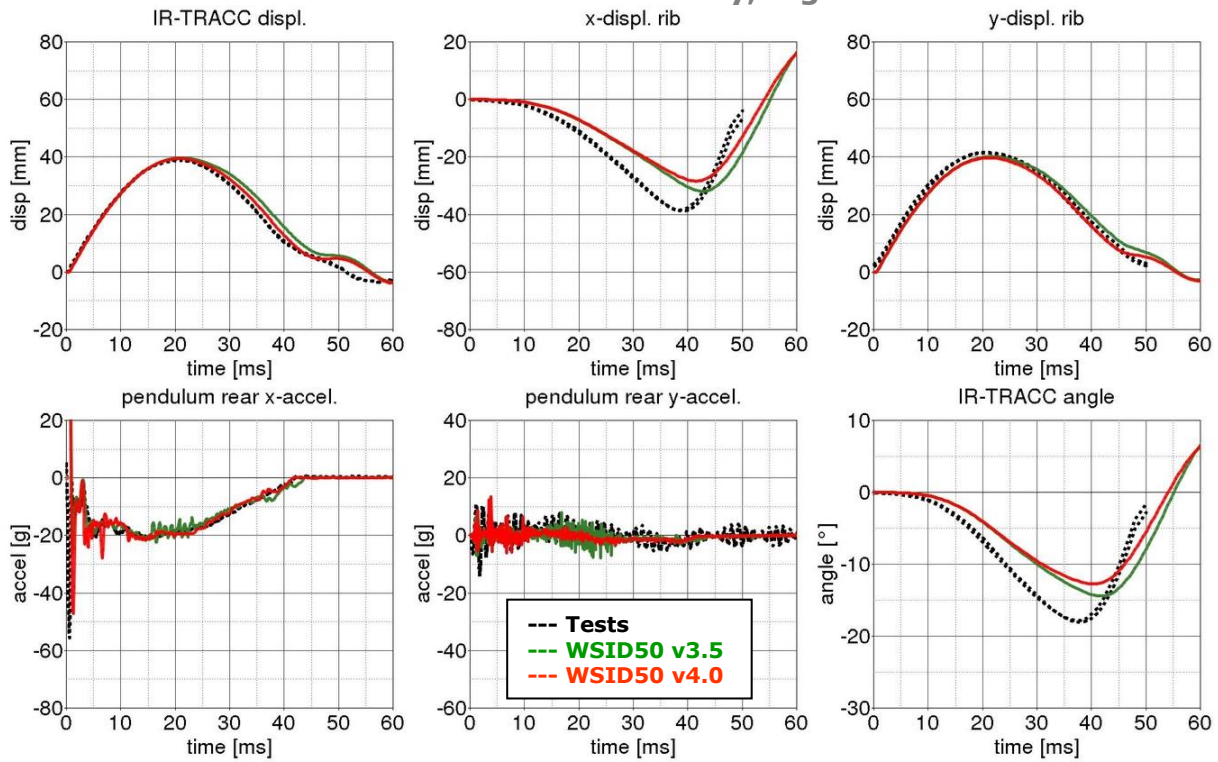 IR-TRACC displ.
disp [mm]
80
60
40
20
0
-20
0 10 20 30 40 50 60
time [ms]
x-displ. rib
disp [mm]
20
0
-20
-40
-60
-80
0 10 20 30 40 50 60
time [ms]
y-displ. rib
disp [mm]
80
60
40
20
0
-20
0 10 20 30 40 50 60
time [ms]
pendulum rear x-accel.
accel [g]
20
0
-20
-40
-60
-80
0 10 20 30 40 50 60
time [ms]
pendulum rear y-accel.
accel [g]
40
20
0
-20
-40
-60
0 10 20 30 40 50 60
time [ms]
--- Tests
--- WSID50 v3.5
--- WSID50 v4.0
IR-TRACC angle
angle [°]
10
0
-10
-20
-30
0 10 20 30 40 50 60
time [ms]